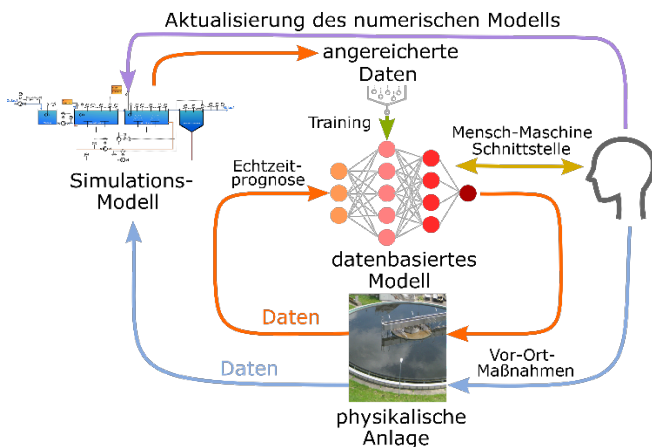 Aktualisierung des numerischen Modells
angereicherte
Daten
Training
Mensch-Maschine
Schnittstelle
Echtzeit-
prognose
Simulations-
Modell
datenbasiertes
Modell
Daten
Daten
Vor-Ort-
Maßnahmen
physikalische
Anlage